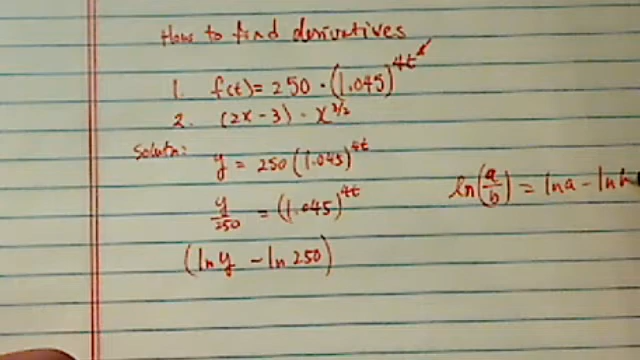 How to find derivatives
1. f(t) = 250 · (1.045)^4t
2. (2x - 3) · x^3/2
Solutn:
y = 250 (1.045)^4t
y/250 = (1.045)^4t
ln(a/b) = ln a - ln b
(ln y - ln 250)